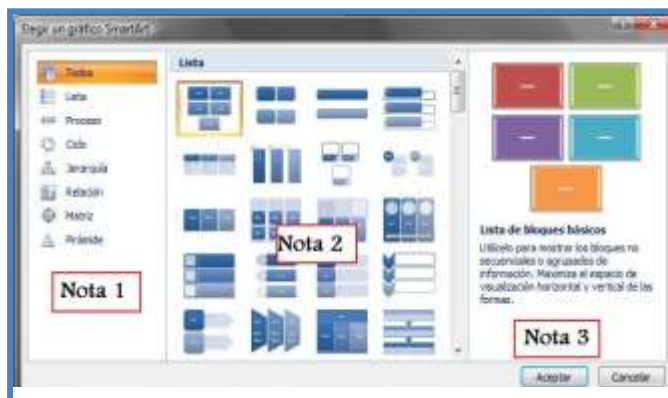 Elegir un gráfico SmartArt
Todos
Lista
Proceso
Ciclo
Jerarquía
Relación
Matriz
Pirámide
Nota 1
Lista
Nota 2
Lista de bloques básicos
Utilícelo para mostrar los bloques no
secuenciales o agrupados de
información. Maximiza el espacio de
visualización horizontal y vertical de las
formas.
Nota 3
Aceptar
Cancelar